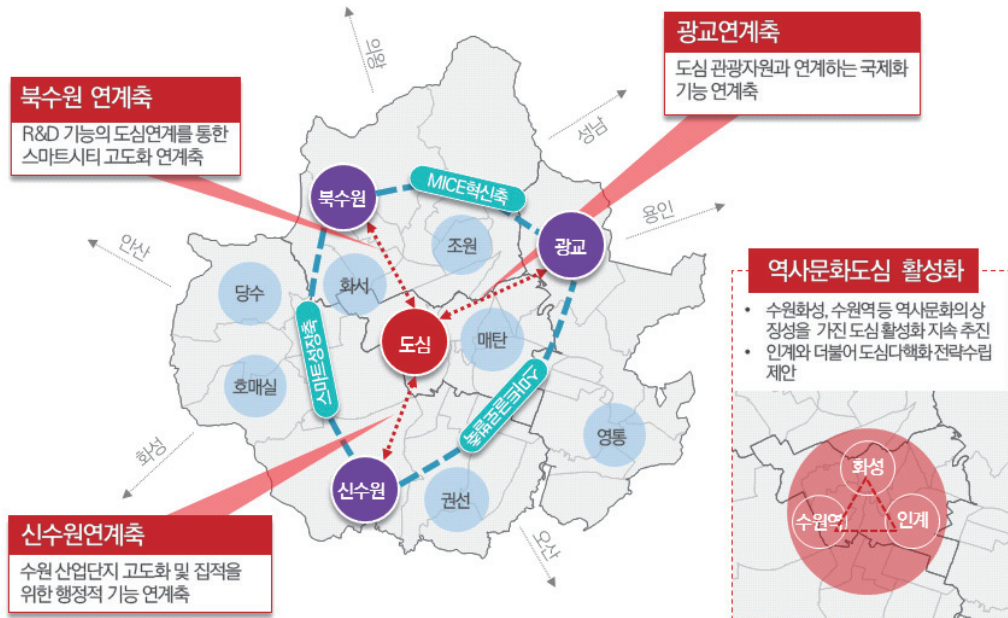 의왕
광교연계축
도심 관광자원과 연계하는 국제화
기능 연계축
북수원 연계축
R&D 기능의 도심연계를 통한
스마트시티 고도화 연계축
성남
MICE혁신축
북수원
용인
조원
광교
안산
화서
당수
역사문화도심 활성화
• 수원화성, 수원역 등 역사문화의 상
징성을 가진 도심 활성화 지속 추진
• 인계와 더불어 도심다핵화 전략수립
제안
도심
매탄
스마트성장축
호매실
스마트글로벌축
영통
화성
신수원
권선
화성
수원역
인계
신수원연계축
수원 산업단지 고도화 및 집적을
위한 행정적 기능 연계축
오산